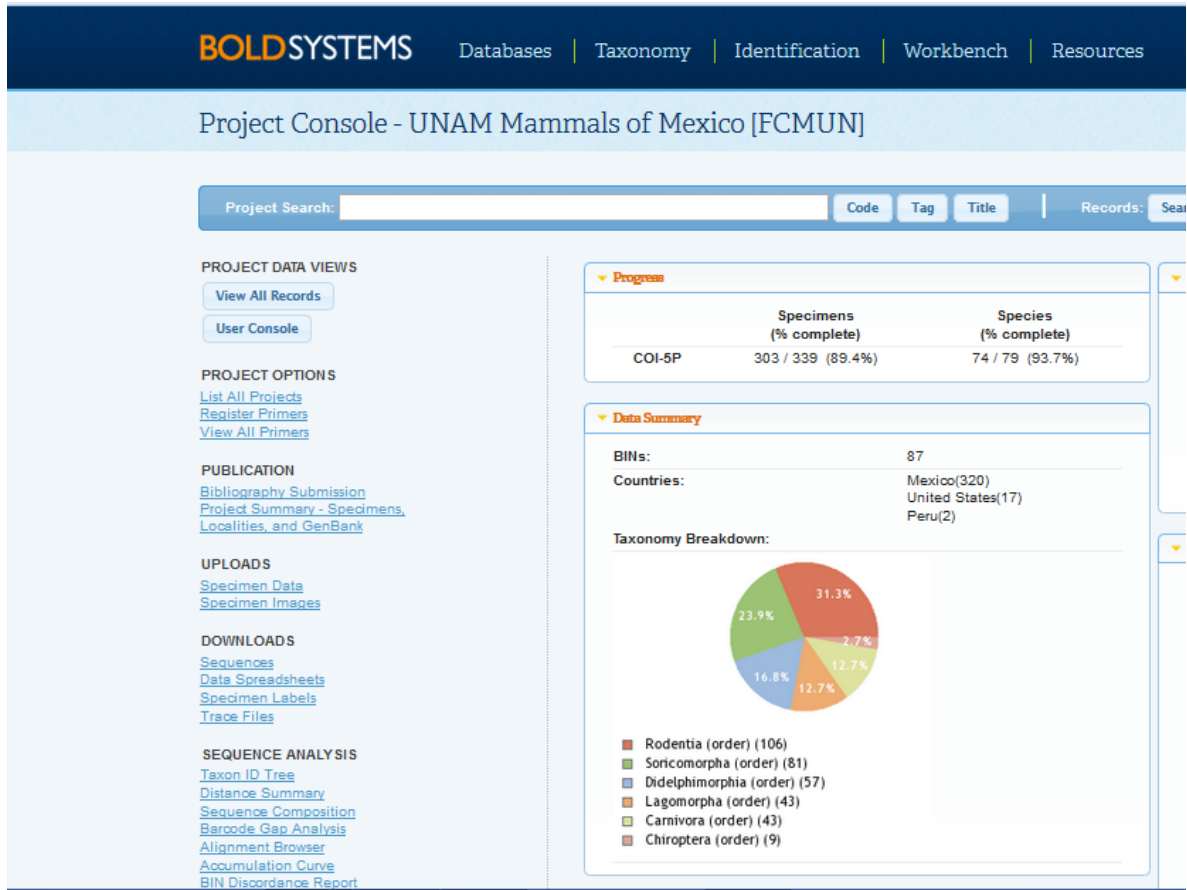 BOLDSYSTEMS Databases Taxonomy Identification Workbench Resources
Project Console - UNAM Mammals of Mexico [FCMUN]
Project Search: Code Tag Title Records:
PROJECT DATA VIEWS
View All Records
User Console
PROJECT OPTIONS
List All Projects
Register Primers
View All Primers
PUBLICATION
Bibliography Submission
Project Summary - Specimens,
Localities, and GenBank
UPLOADS
Specimen Data
Specimen Images
DOWNLOADS
Sequences
Data Spreadsheets
Specimen Labels
Trace Files
SEQUENCE ANALYSIS
Taxon ID Tree
Distance Summary
Sequence Composition
Barcode Gap Analysis
Alignment Browser
Accumulation Curve
BIN Discordance Report
Progress
Specimens Species
(% complete) (% complete)
COI-5P 303 / 339 (89.4%) 74 / 79 (93.7%)
Data Summary
BINs: 87
Countries: Mexico(320)
United States(17)
Peru(2)
Taxonomy Breakdown:
31.3%
23.9%
2.7%
12.7%
16.8%
12.7%
Rodentia (order) (106)
Soricomorpha (order) (81)
Didelphimorphia (order) (57)
Lagomorpha (order) (43)
Carnivora (order) (43)
Chiroptera (order) (9)